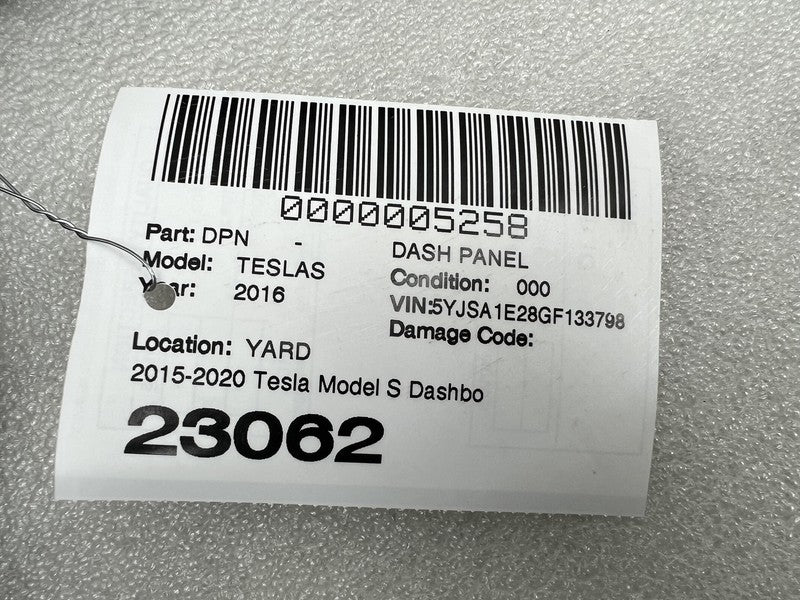 0000005258
Part: DPN - DASH PANEL
Model: TESLAS Condition: 000
Year: 2016 VIN:5YJSA1E28GF133798
Damage Code:
Location: YARD
2015-2020 Tesla Model S Dashbo
23062